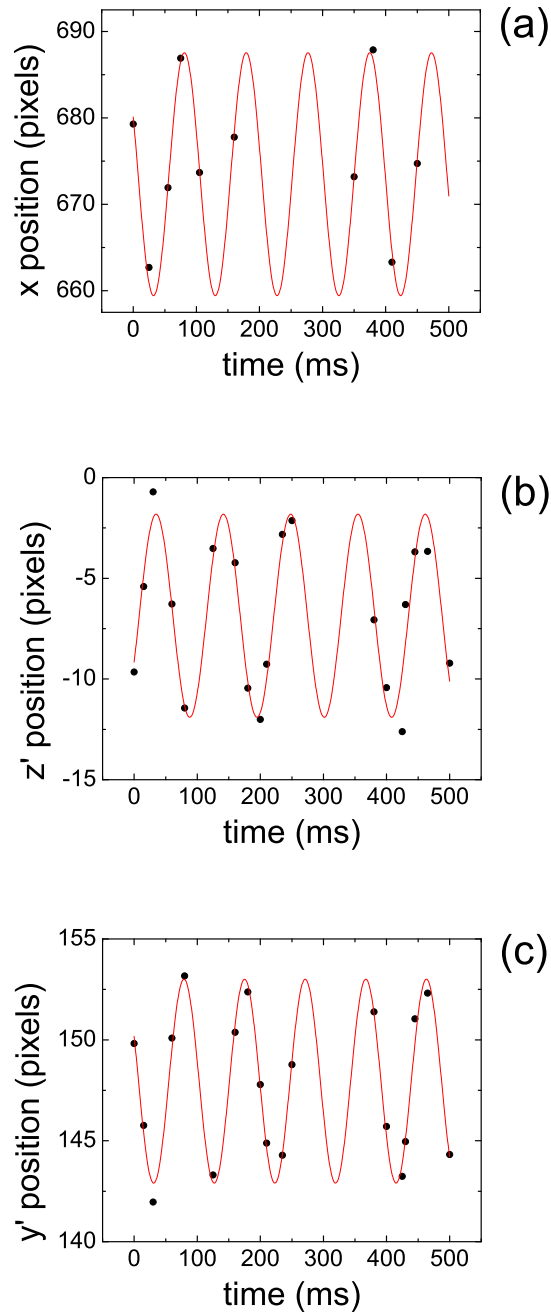 (a)
690
680
670
660
x position (pixels)
0 100 200 300 400 500
time (ms)
(b)
0
-5
-10
-15
z' position (pixels)
0 100 200 300 400 500
time (ms)
(c)
155
150
145
140
y' position (pixels)
0 100 200 300 400 500
time (ms)